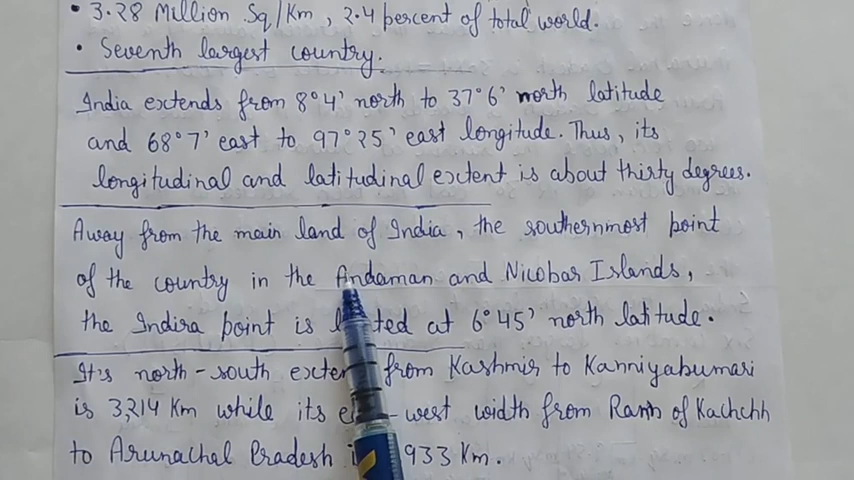 • 3.28 Million Sq/Km, 2.4 percent of total world.
• Seventh largest country.
India extends from 8°4' north to 37°6' north latitude
and 68°7' east to 97°25' east longitude. Thus, its
longitudinal and latitudinal extent is about thirty degrees.
Away from the main land of India, the southernmost point
of the country in the Andaman and Nicobar Islands,
the Indira point is at 6°45' north latitude.
It's north-south from Kashmir to Kanniyakumari
is 3,214 Km while its west width from Rann of Kachchh
to Arunachal Pradesh 933 Km.